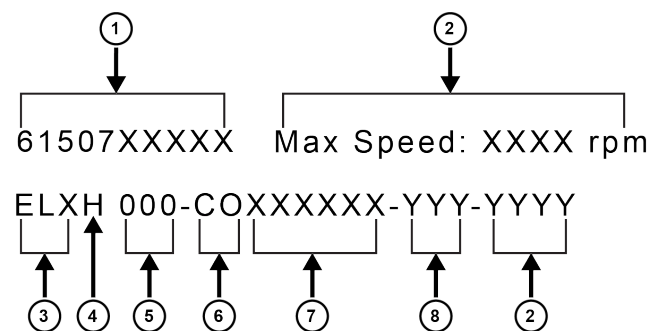 1 2
61507XXXXX Max Speed: XXXX rpm
ELXH 000-COXXXXXX-YYY-YYYY
3 4 5 6 7 8 2